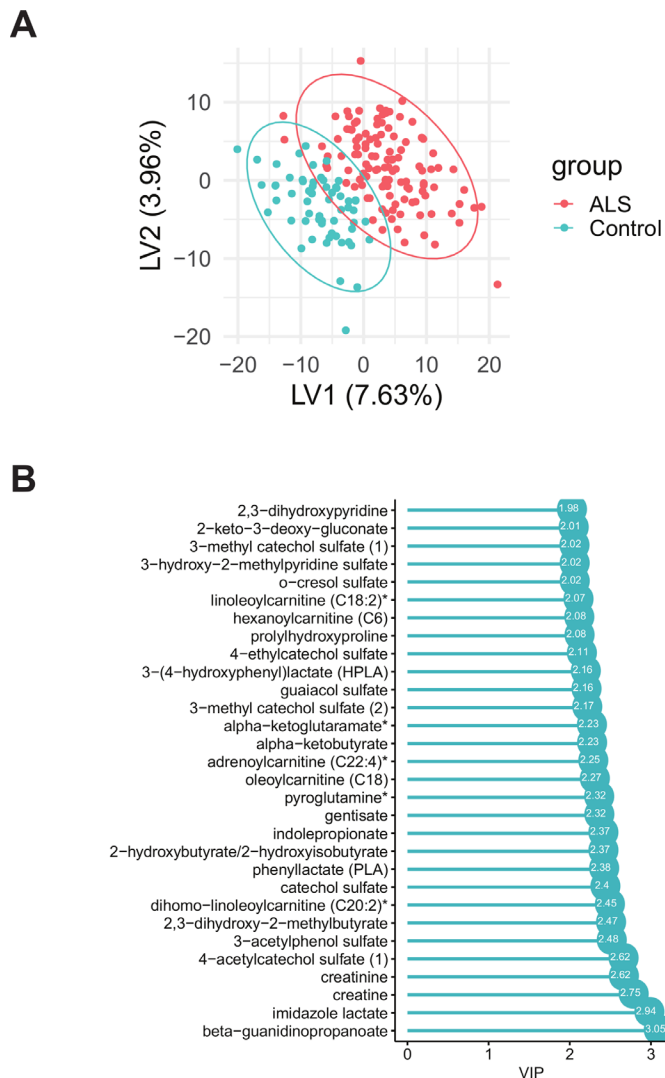 A
LV2 (3.96%)
10
0
−10
−20
−20 −10 0 10 20
LV1 (7.63%)
group
ALS
Control
B
2,3−dihydroxypyridine 1.98
2−keto−3−deoxy−gluconate 2.01
3−methyl catechol sulfate (1) 2.02
3−hydroxy−2−methylpyridine sulfate 2.02
o−cresol sulfate 2.02
linoleoylcarnitine (C18:2)* 2.07
hexanoylcarnitine (C6) 2.08
prolylhydroxyproline 2.08
4−ethylcatechol sulfate 2.11
3−(4−hydroxyphenyl)lactate (HPLA) 2.16
guaiacol sulfate 2.16
3−methyl catechol sulfate (2) 2.17
alpha−ketoglutaramate* 2.23
alpha−ketobutyrate 2.23
adrenoylcarnitine (C22:4)* 2.25
oleoylcarnitine (C18) 2.27
pyroglutamine* 2.32
gentisate 2.32
indolepropionate 2.37
2−hydroxybutyrate/2−hydroxyisobutyrate 2.37
phenyllactate (PLA) 2.38
catechol sulfate 2.4
dihomo−linoleoylcarnitine (C20:2)* 2.45
2,3−dihydroxy−2−methylbutyrate 2.47
3−acetylphenol sulfate 2.48
4−acetylcatechol sulfate (1) 2.62
creatinine 2.62
creatine 2.75
imidazole lactate 2.94
beta−guanidinopropanoate 3.05
0 1 2 3
VIP